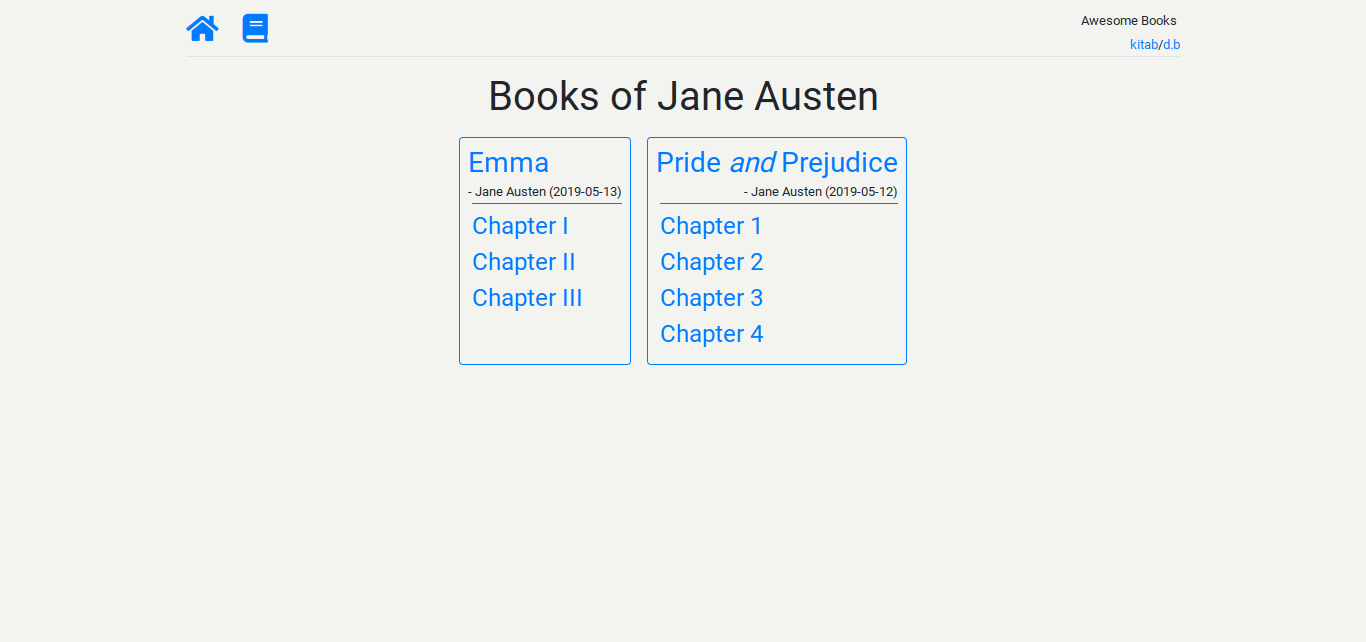 Awesome Books
kitab/d.b
Books of Jane Austen
Emma
- Jane Austen (2019-05-13)
Chapter I
Chapter II
Chapter III
Pride and Prejudice
- Jane Austen (2019-05-12)
Chapter 1
Chapter 2
Chapter 3
Chapter 4